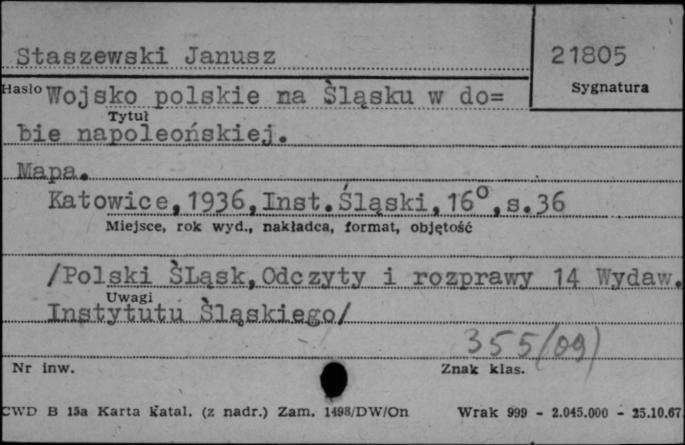 Staszewski Janusz
21805
Hasło
Sygnatura
Wojsko polskie na Śląsku w do=
Tytuł
bie napoleońskiej.
Mapa.
Katowice,1936,Inst.Śląski,16°,s.36
Miejsce, rok wyd., nakładca, format, objętość
/Polski ŚLąsk,Odczyty i rozprawy 14 Wydaw.
Uwagi
Instytutu Śląskiego/
355(09)
Nr inw.
Znak klas.
CWD B 15a Karta katal. (z nadr.) Zam. 1498/DW/On
Wrak 999 - 2.045.000 - 25.10.67